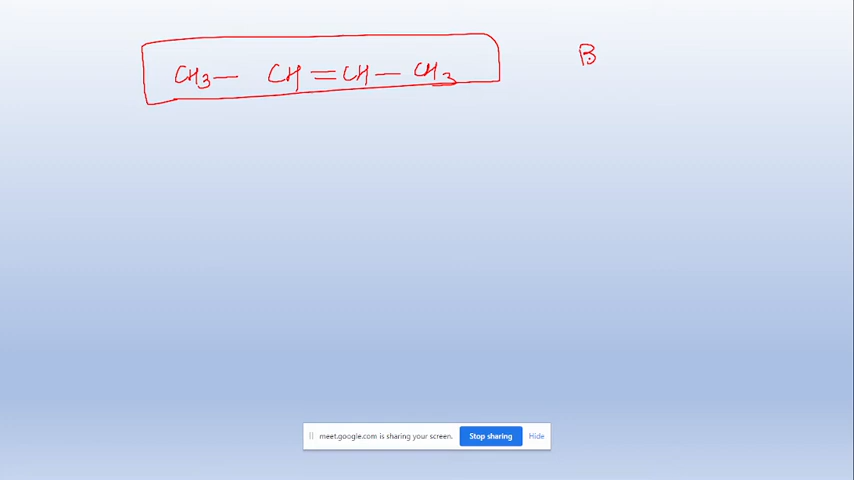 CH3— CH=CH—CH3 B
meet.google.com is sharing your screen. Stop sharing Hide